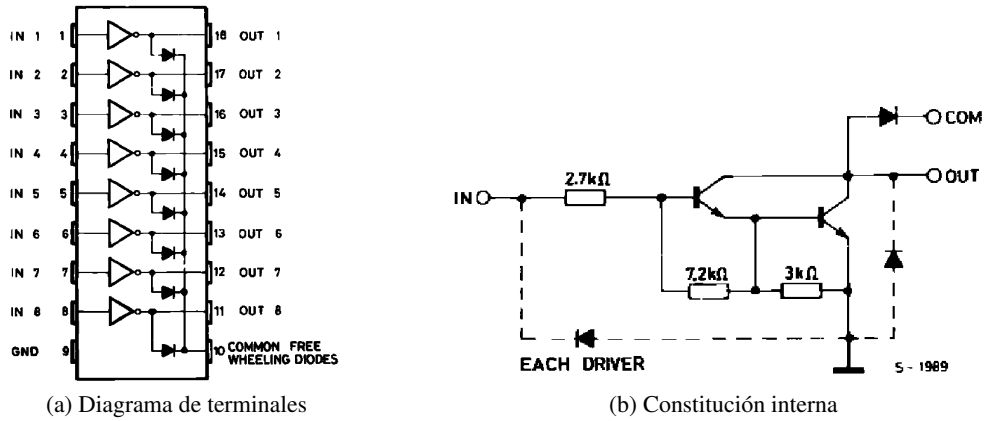 IN 1 1 18 OUT 1
IN 2 2 17 OUT 2
IN 3 3 16 OUT 3
IN 4 4 15 OUT 4
IN 5 5 14 OUT 5
IN 6 6 13 OUT 6
IN 7 7 12 OUT 7
IN 8 8 11 OUT 8
GND 9 10 COMMON FREE
WHEELING DIODES
(a) Diagrama de terminales
COM
OUT
IN
2.7kΩ
7.2kΩ
3kΩ
EACH DRIVER
S-1989
(b) Constitución interna